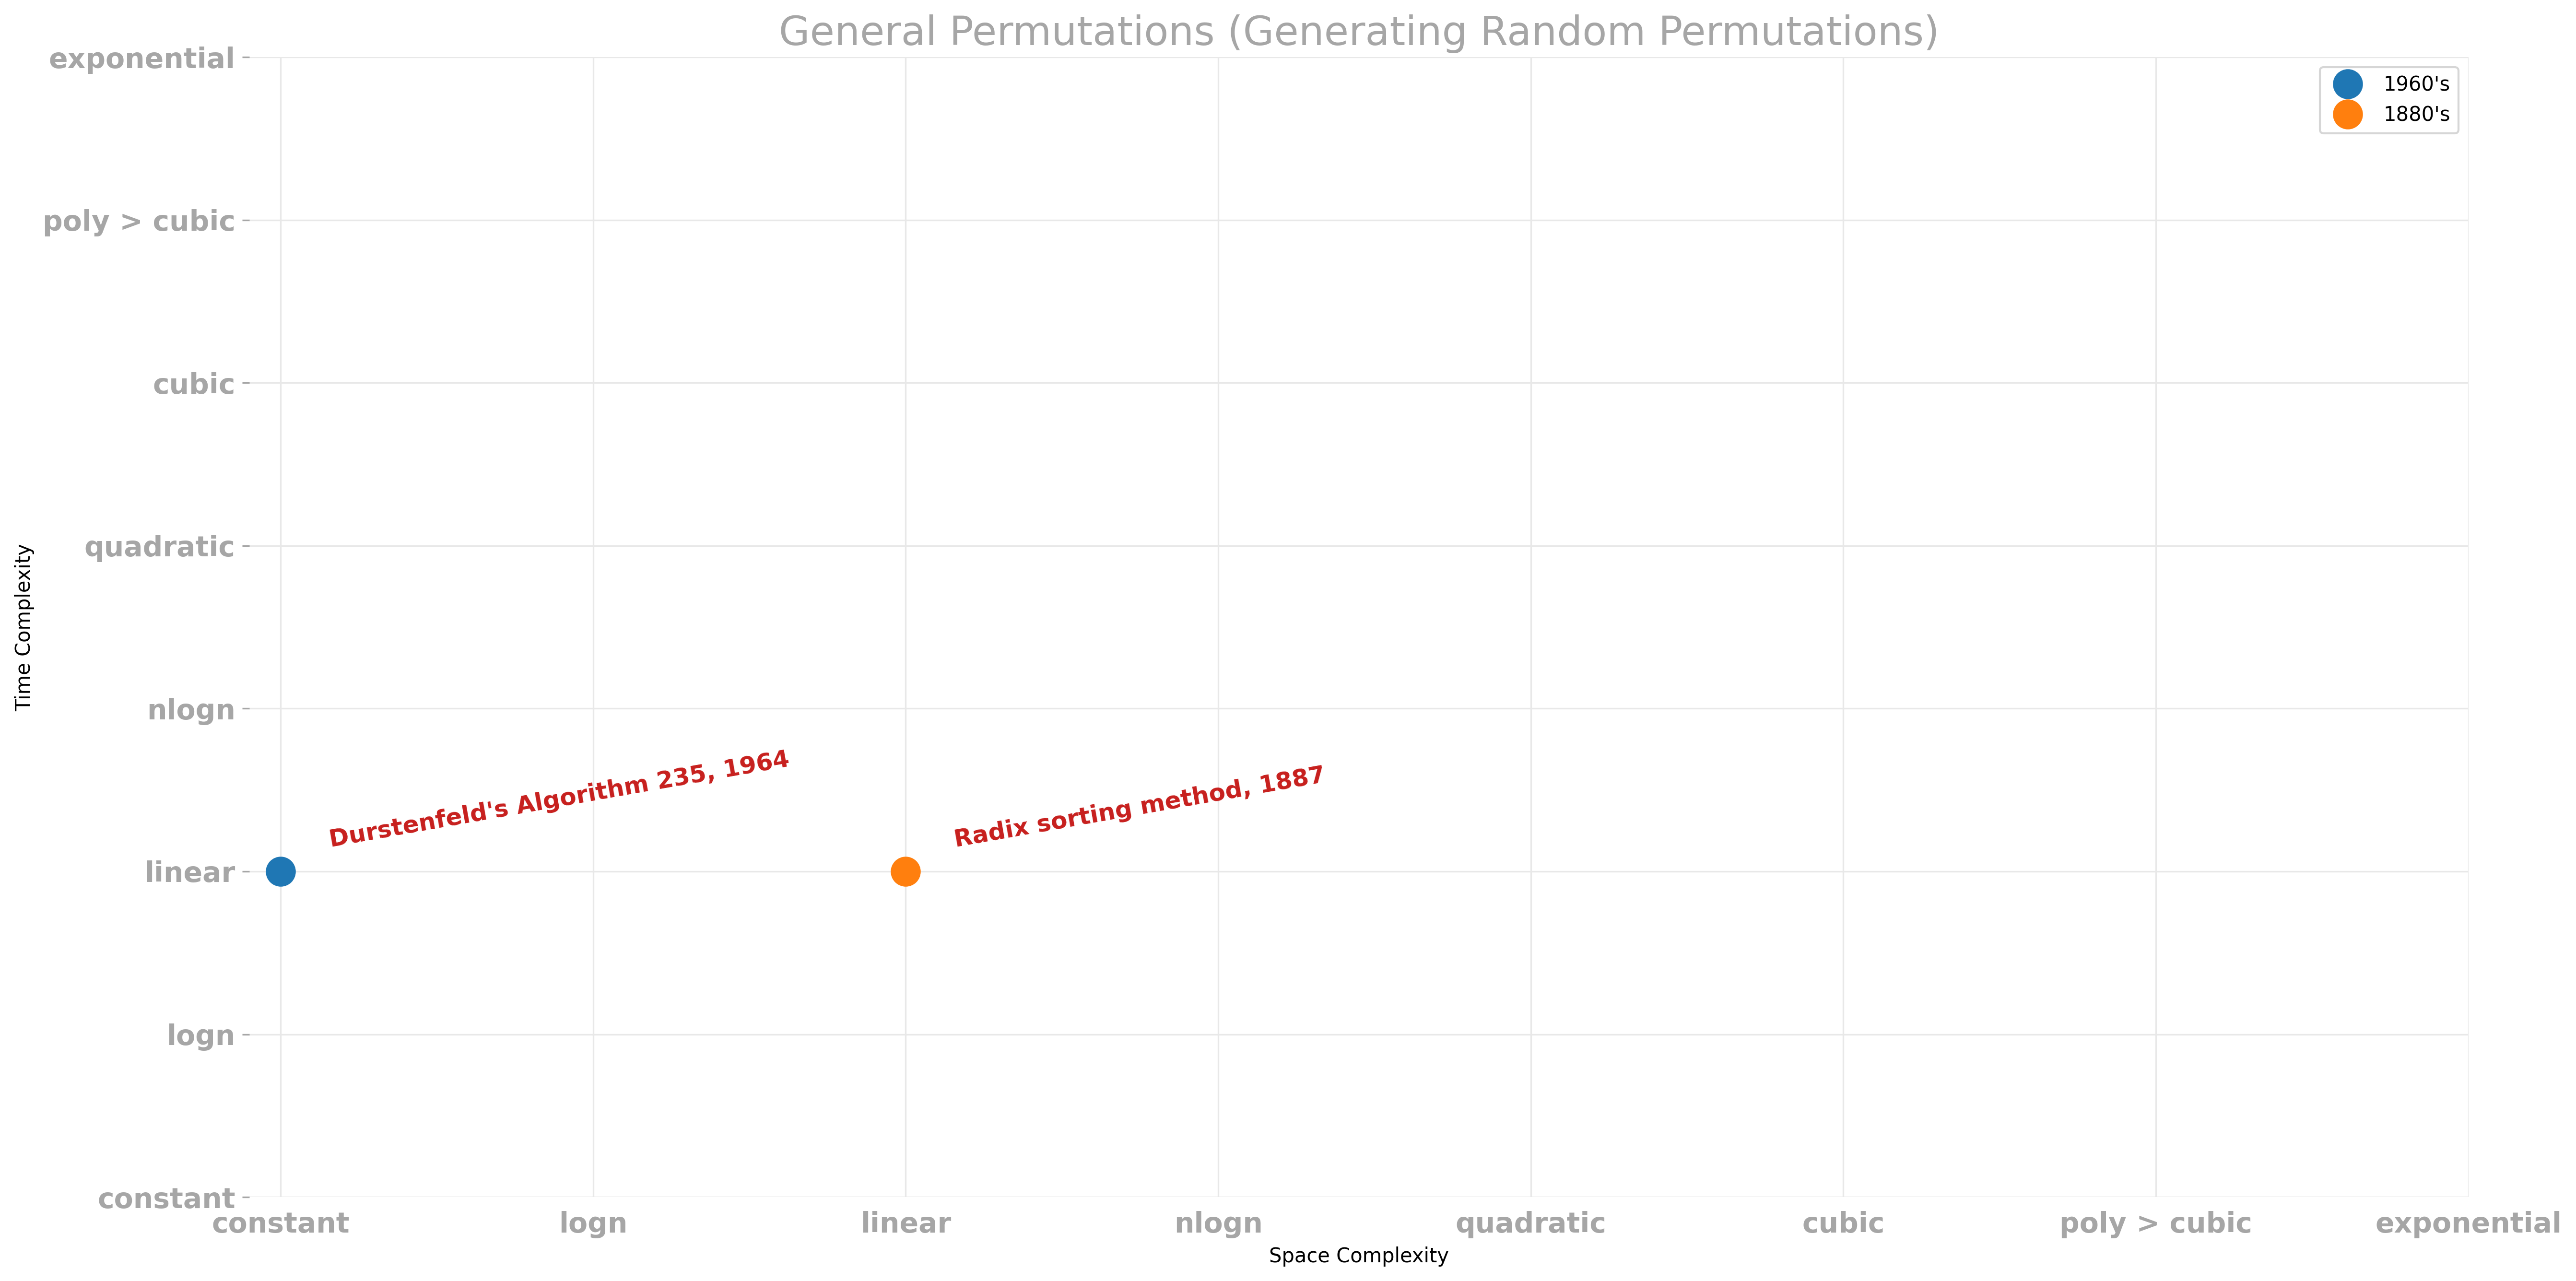 General Permutations (Generating Random Permutations)
exponential
poly > cubic
cubic
quadratic
nlogn
linear
logn
constant
Time Complexity
1960's
1880's
Durstenfeld's Algorithm 235, 1964
Radix sorting method, 1887
constant
logn
linear
nlogn
quadratic
cubic
poly > cubic
exponential
Space Complexity